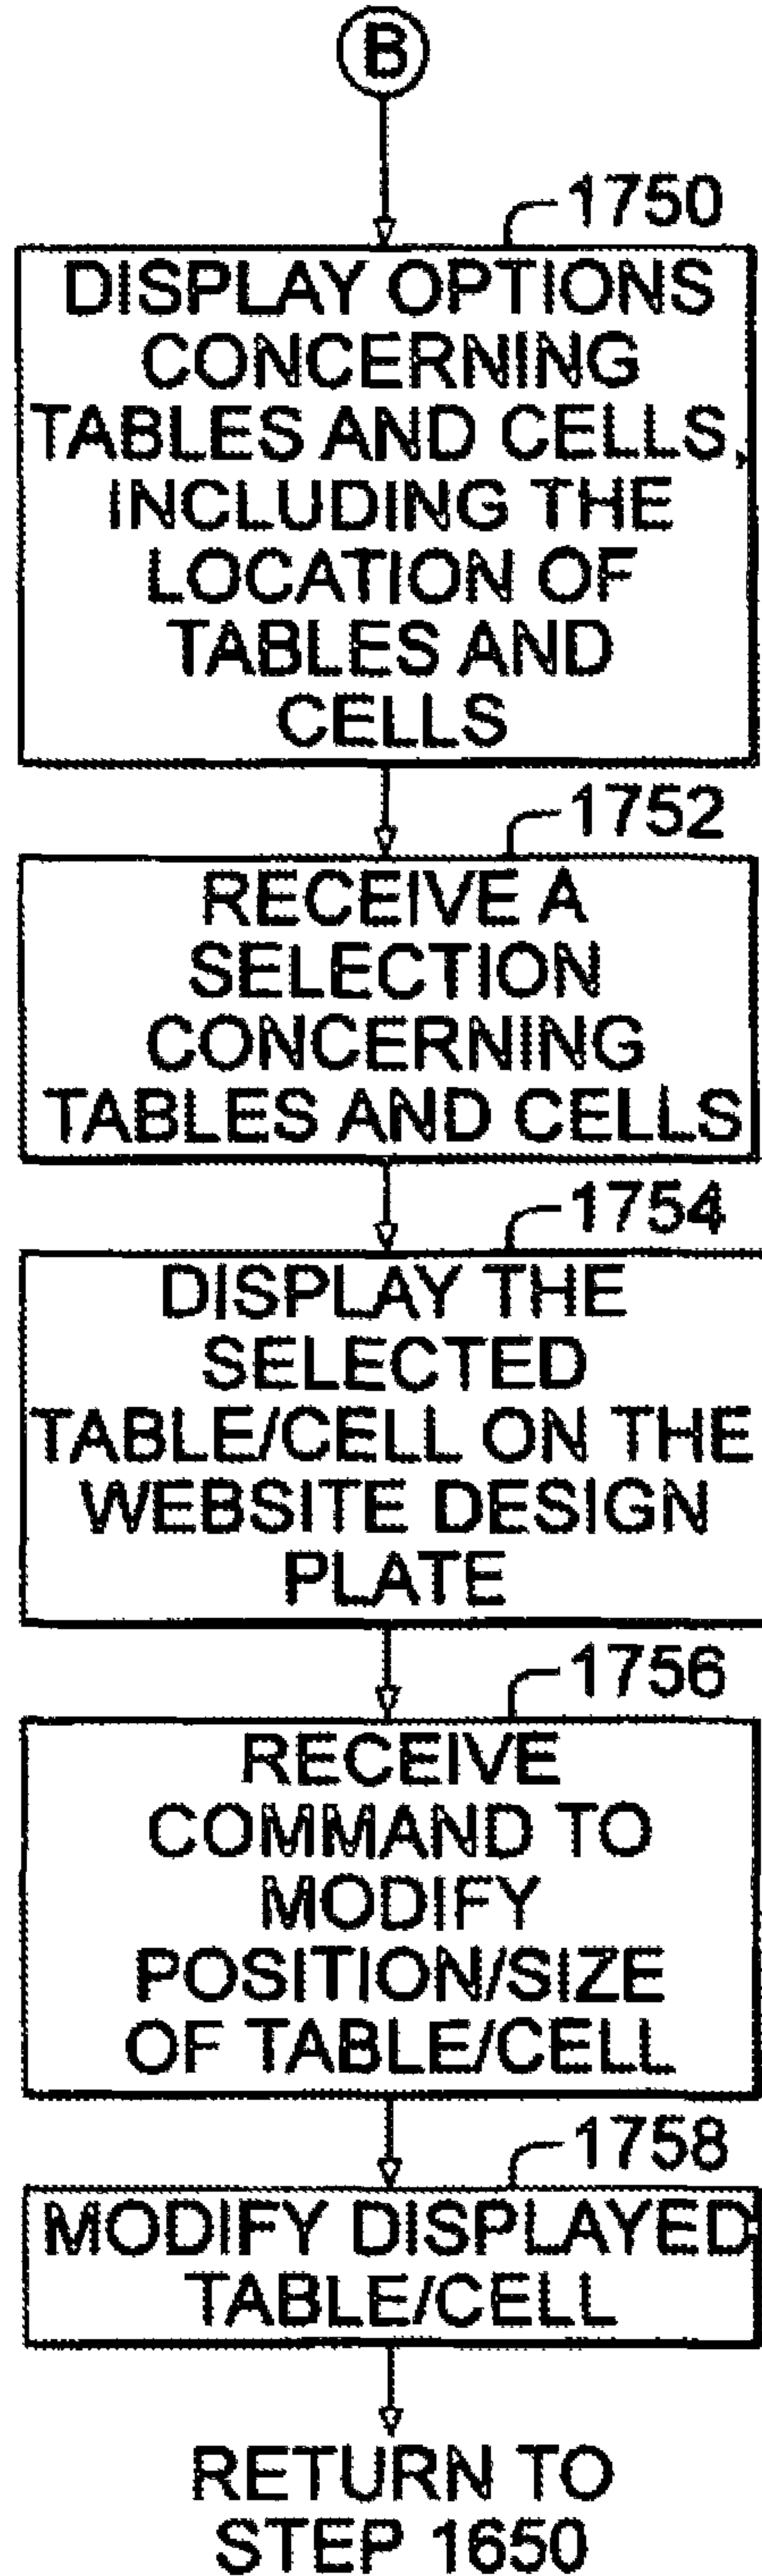 B
1750
DISPLAY OPTIONS
CONCERNING
TABLES AND CELLS,
INCLUDING THE
LOCATION OF
TABLES AND
CELLS
1752
RECEIVE A
SELECTION
CONCERNING
TABLES AND CELLS
1754
DISPLAY THE
SELECTED
TABLE/CELL ON THE
WEBSITE DESIGN
PLATE
1756
RECEIVE
COMMAND TO
MODIFY
POSITION/SIZE
OF TABLE/CELL
1758
MODIFY DISPLAYED
TABLE/CELL
RETURN TO
STEP 1650